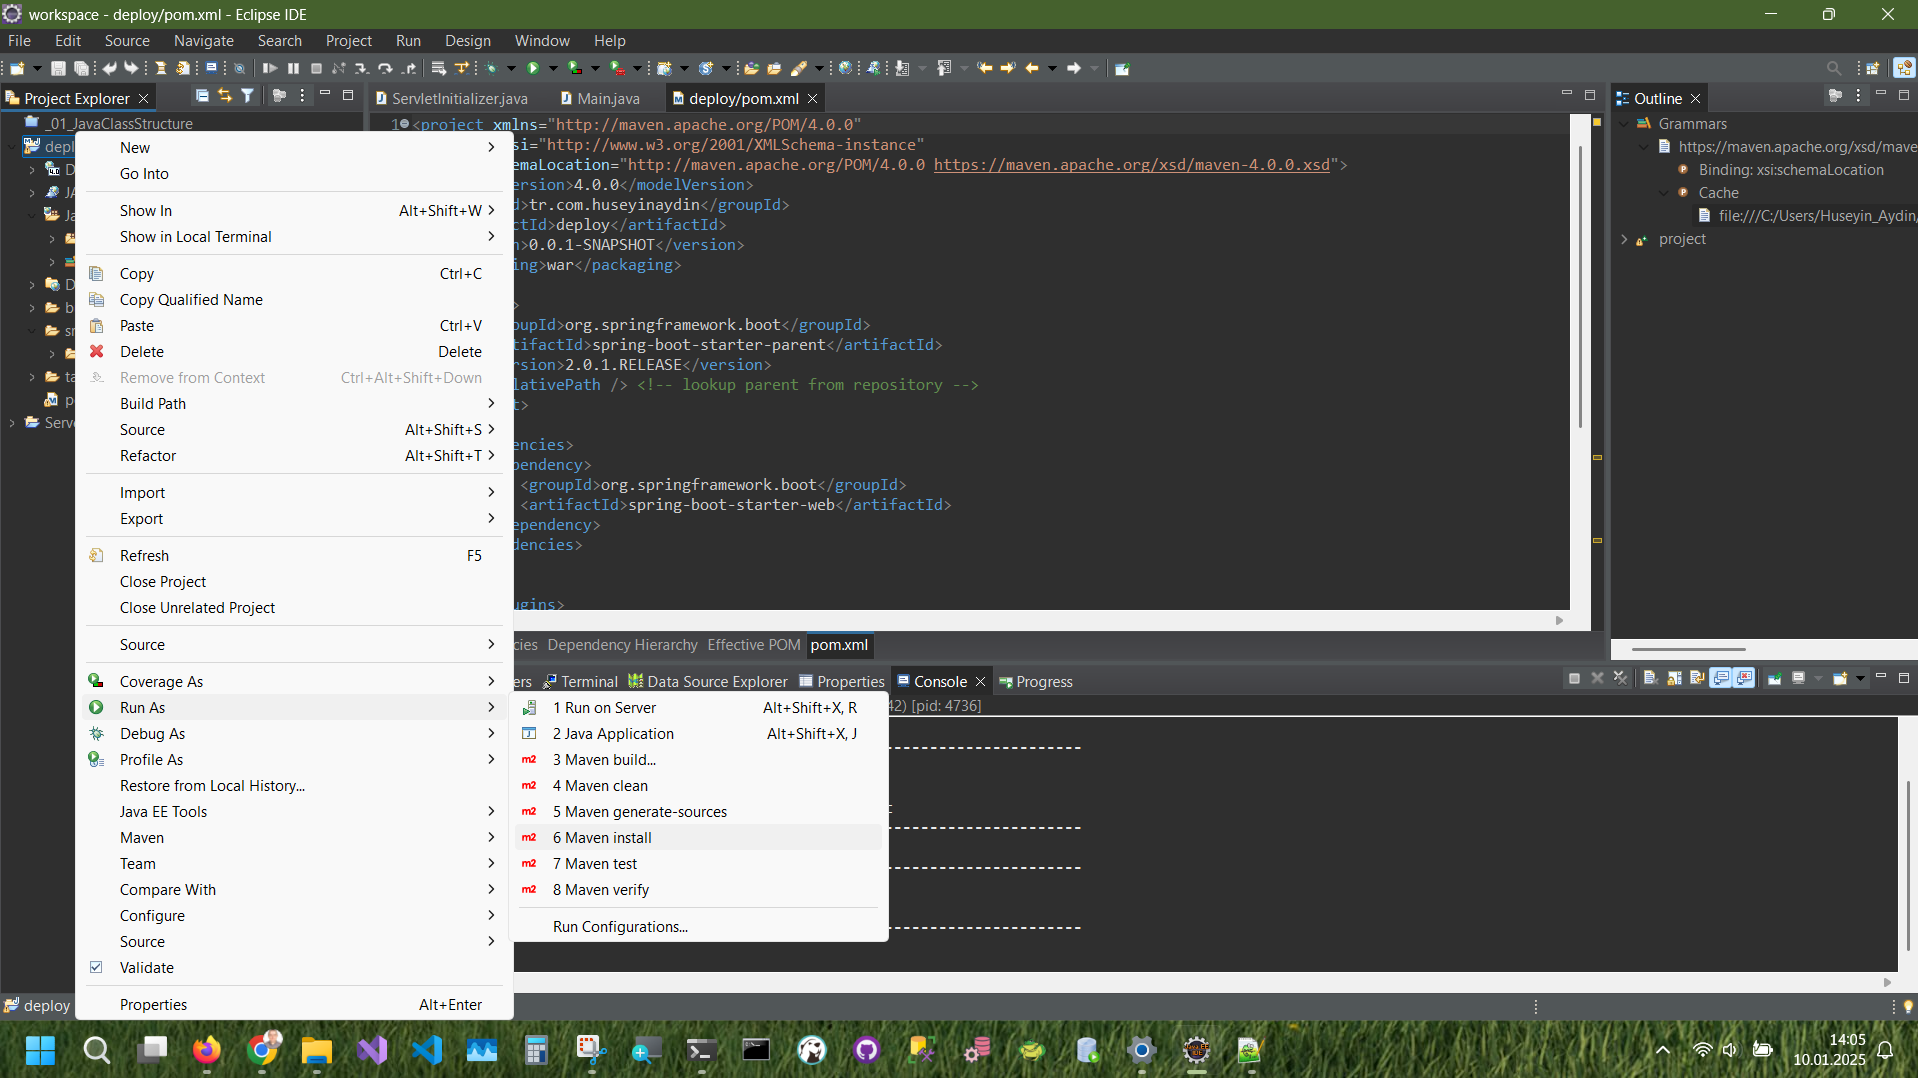 workspace - deploy/pom.xml - Eclipse IDE
File Edit Source Navigate Search Project Run Design Window Help
Project Explorer
ServletInitializer.java
Main.java
deploy/pom.xml
Outline
_01_JavaClassStructure
depl
D
JA
Ja
D
b
sr
ta
p
Serve
1
<project xmlns="http://maven.apache.org/POM/4.0.0"
si="http://www.w3.org/2001/XMLSchema-instance"
hemaLocation="http://maven.apache.org/POM/4.0.0 https://maven.apache.org/xsd/maven-4.0.0.xsd">
ersion>4.0.0</modelVersion>
d>tr.com.huseyinaydin</groupId>
ctId>deploy</artifactId>
n>0.0.1-SNAPSHOT</version>
ing>war</packaging>
>
oupId>org.springframework.boot</groupId>
tifactId>spring-boot-starter-parent</artifactId>
rsion>2.0.1.RELEASE</version>
lativePath /> <!-- lookup parent from repository -->
t>
encies>
pendency>
<groupId>org.springframework.boot</groupId>
<artifactId>spring-boot-starter-web</artifactId>
ependency>
dencies>
ugins>
Grammars
https://maven.apache.org/xsd/mave
Binding: xsi:schemaLocation
Cache
file:///C:/Users/Huseyin_Aydin/
project
New
Go Into
Show In Alt+Shift+W
Show in Local Terminal
Copy Ctrl+C
Copy Qualified Name
Paste Ctrl+V
Delete Delete
Remove from Context Ctrl+Alt+Shift+Down
Build Path
Source Alt+Shift+S
Refactor Alt+Shift+T
Import
Export
Refresh F5
Close Project
Close Unrelated Project
Source
Coverage As
Run As
Debug As
Profile As
Restore from Local History...
Java EE Tools
Maven
Team
Compare With
Configure
Source
Validate
Properties Alt+Enter
cies Dependency Hierarchy Effective POM pom.xml
ers Terminal Data Source Explorer Properties Console Progress
42) [pid: 4736]
1 Run on Server Alt+Shift+X, R
2 Java Application Alt+Shift+X, J
m2 3 Maven build...
m2 4 Maven clean
m2 5 Maven generate-sources
m2 6 Maven install
m2 7 Maven test
m2 8 Maven verify
Run Configurations...
-----------------------
-----------------------
-----------------------
-----------------------
deploy
14:05
10.01.2025